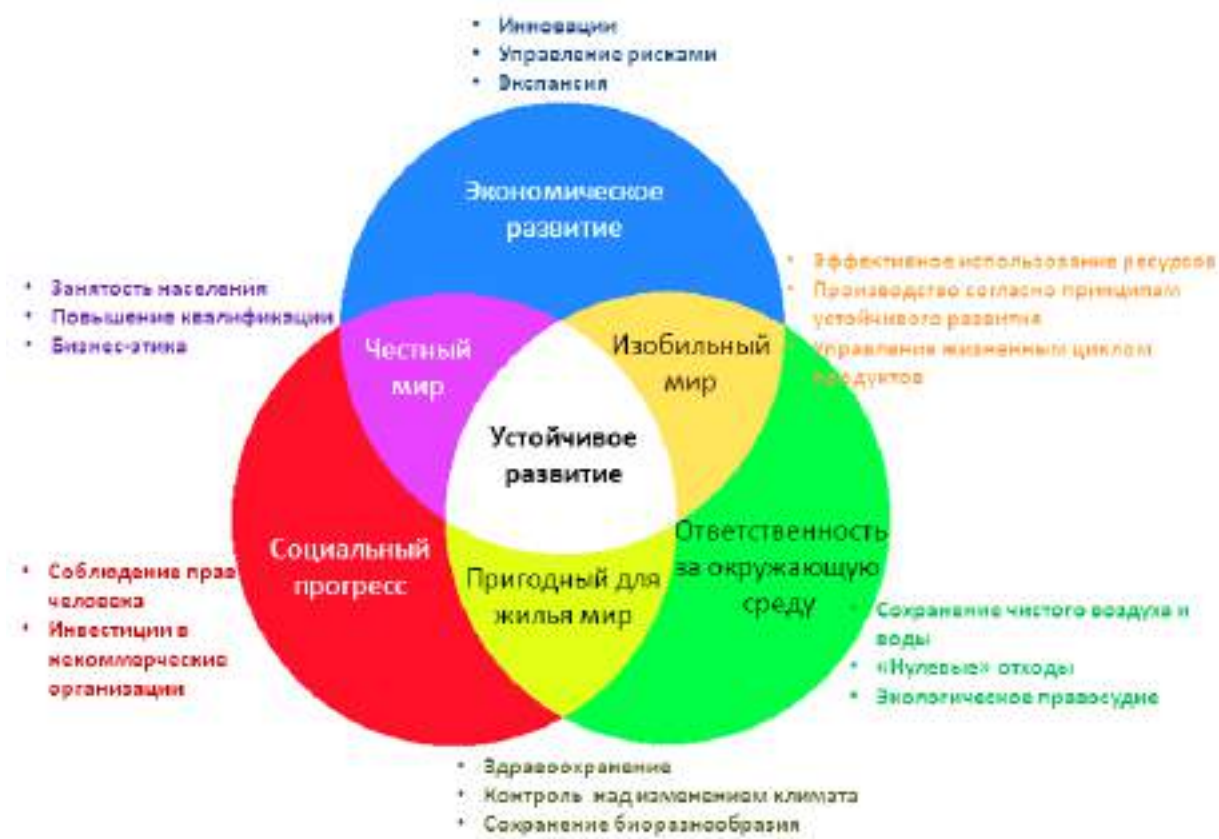 • Инновации
• Управление рисками
• Экспансия
Экономическое
развитие
• Занятость населения
• Повышение квалификации
• Бизнес-этика
• Эффективное использование ресурсов
• Производство согласно принципам
устойчивого развития
• Управление жизненным циклом
продуктов
Честный
мир
Изобильный
мир
Устойчивое
развитие
Социальный
прогресс
Пригодный для
жилья мир
Ответственность
за окружающую
среду
• Соблюдение прав
человека
• Инвестиции в
некоммерческие
организации
• Сохранение чистого воздуха и
воды
• «Нулевые» отходы
• Экологическое правосудие
• Здравоохранение
• Контроль над изменением климата
• Сохранение биоразнообразия